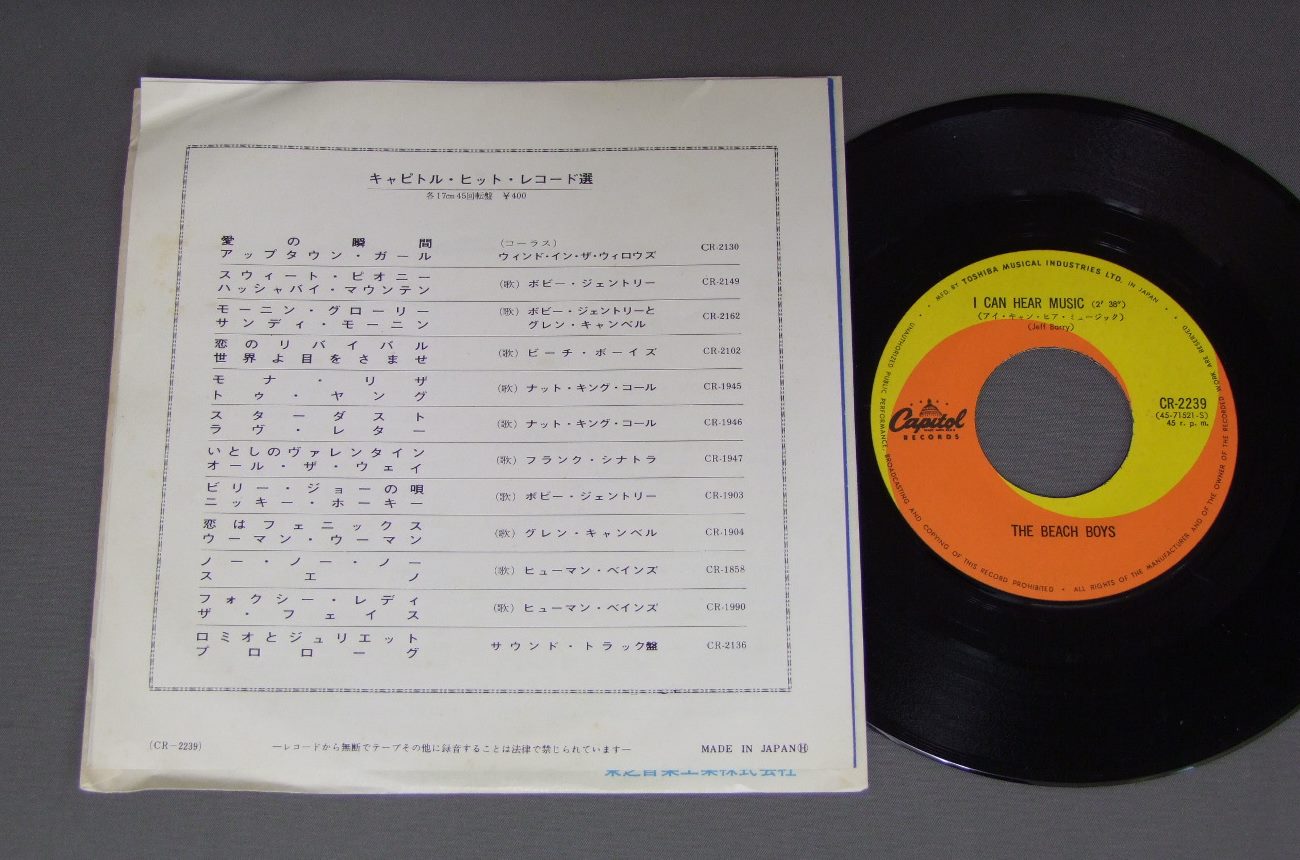 キャピトル・ヒット・レコード選
各17cm45回転盤 ￥400
愛の瞬間
アップタウン・ガール
(コーラス)
ウィンド・イン・ザ・ウィロウズ
CR-2130
スウィート・ピオニー
ハッシャバイ・マウンテン
(歌) ボビー・ジェントリー
CR-2149
モーニン・グローリー
サンディ・モーニン
(歌) ボビー・ジェントリーと
グレン・キャンベル
CR-2162
恋のリバイバル
世界よ目をさませ
(歌) ビーチ・ボーイズ
CR-2102
モナ・リザ
トゥ・ヤング
(歌) ナット・キング・コール
CR-1945
スターダスト
ラヴ・レター
(歌) ナット・キング・コール
CR-1946
いとしのヴァレンタイン
オール・ザ・ウェイ
(歌) フランク・シナトラ
CR-1947
ビリー・ジョーの唄
ニッキー・ホーキー
(歌) ボビー・ジェントリー
CR-1903
恋はフェニックス
ウーマン・ウーマン
(歌) グレン・キャンベル
CR-1904
ノー・ノー・ノー
スエノ
(歌) ヒューマン・ベインズ
CR-1858
フォクシー・レディ
ザ・フェイス
(歌) ヒューマン・ベインズ
CR-1990
ロミオとジュリエット
プロローグ
サウンド・トラック盤
CR-2136
(CR-2239)
—レコードから無断でテープその他に録音することは法律で禁じられています—
MADE IN JAPAN Ⓗ
東芝音楽工業株式会社
• MFD. BY TOSHIBA MUSICAL INDUSTRIES LTD. IN JAPAN •
I CAN HEAR MUSIC (2' 38")
(アイ・キャン・ヒア・ミュージック)
(Jeff Barry)
Capitol
RECORDS
CR-2239
(45-71521-S)
45 r. p. m.
THE BEACH BOYS
UNAUTHORIZED PUBLIC PERFORMANCE, BROADCASTING AND COPYING OF THIS RECORD PROHIBITED • ALL RIGHTS OF THE MANUFACTURER AND OF THE OWNER OF THE RECORDED WORK ARE RESERVED